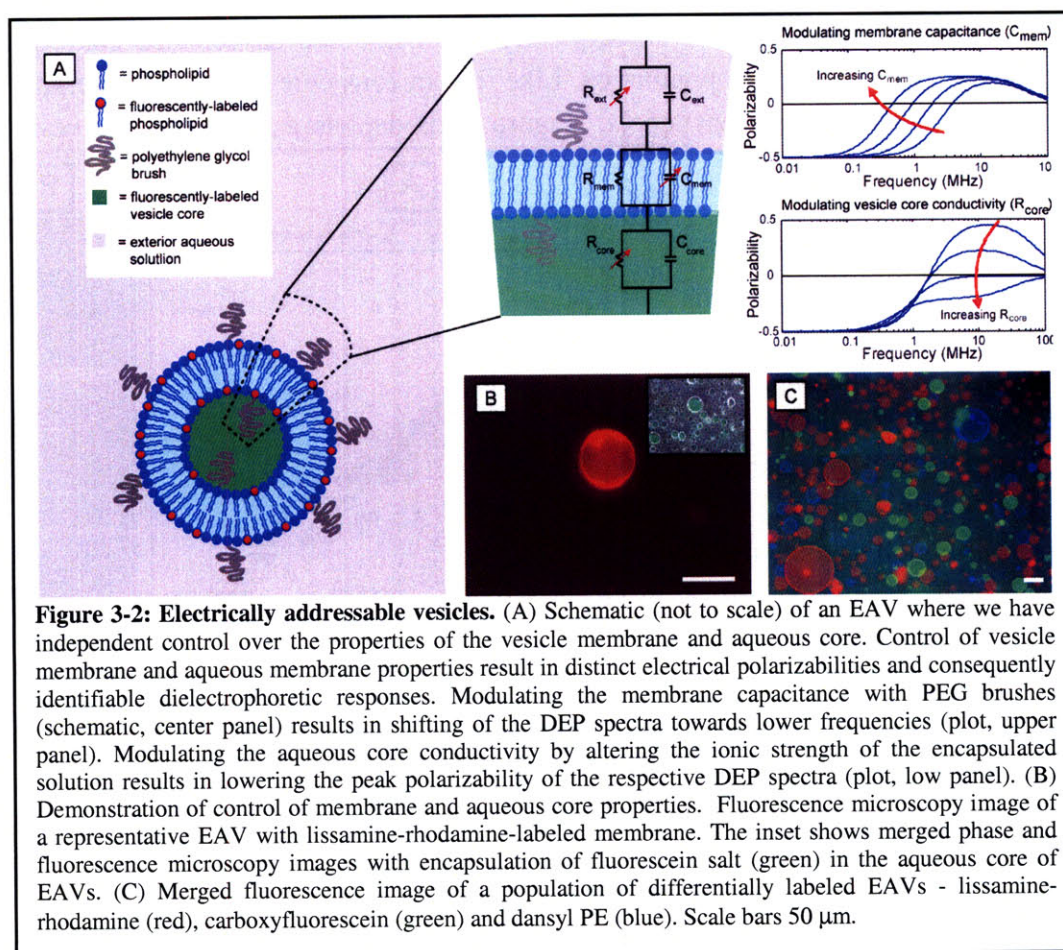 A
= phospholipid
= fluorescently-labeled
phospholipid
= polyethylene glycol
brush
= fluorescently-labeled
vesicle core
= exterior aqueous
solutlion
R_ext
C_ext
R_mem
C_mem
R_core
C_core
Modulating membrane capacitance (C_mem)
0.5
Increasing C_mem
0
-0.5
0.01 0.1 1 10 100
Polarizability
Frequency (MHz)
Modulating vesicle core conductivity (R_core)
0.5
0
Increasing R_core
-0.5
0.01 0.1 1 10
Polarizability
Frequency (MHz)
B
C
Figure 3-2: Electrically addressable vesicles. (A) Schematic (not to scale) of an EAV where we have
independent control over the properties of the vesicle membrane and aqueous core. Control of vesicle
membrane and aqueous membrane properties result in distinct electrical polarizabilities and consequently
identifiable dielectrophoretic responses. Modulating the membrane capacitance with PEG brushes
(schematic, center panel) results in shifting of the DEP spectra towards lower frequencies (plot, upper
panel). Modulating the aqueous core conductivity by altering the ionic strength of the encapsulated
solution results in lowering the peak polarizability of the respective DEP spectra (plot, low panel). (B)
Demonstration of control of membrane and aqueous core properties. Fluorescence microscopy image of
a representative EAV with lissamine-rhodamine-labeled membrane. The inset shows merged phase and
fluorescence microscopy images with encapsulation of fluorescein salt (green) in the aqueous core of
EAVs. (C) Merged fluorescence image of a population of differentially labeled EAVs - lissamine-
rhodamine (red), carboxyfluorescein (green) and dansyl PE (blue). Scale bars 50 μm.